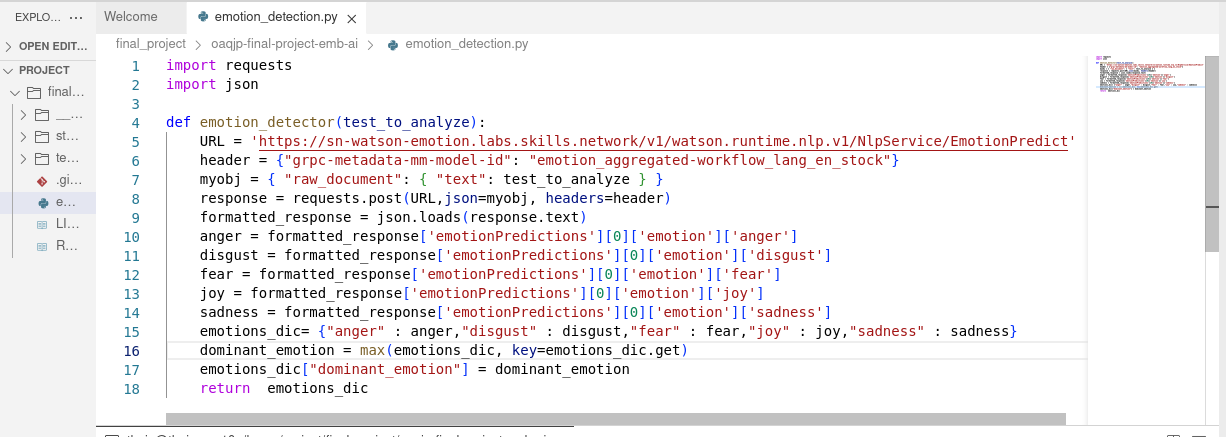 EXPLO... ···
Welcome
emotion_detection.py
OPEN EDIT...
final_project > oaqjp-final-project-emb-ai > emotion_detection.py
PROJECT
final...
__...
st...
te...
.gi...
e...
LI...
R...
1 import requests
2 import json
3
4 def emotion_detector(test_to_analyze):
5 URL = 'https://sn-watson-emotion.labs.skills.network/v1/watson.runtime.nlp.v1/NlpService/EmotionPredict'
6 header = {"grpc-metadata-mm-model-id": "emotion_aggregated-workflow_lang_en_stock"}
7 myobj = { "raw_document": { "text": test_to_analyze } }
8 response = requests.post(URL,json=myobj, headers=header)
9 formatted_response = json.loads(response.text)
10 anger = formatted_response['emotionPredictions'][0]['emotion']['anger']
11 disgust = formatted_response['emotionPredictions'][0]['emotion']['disgust']
12 fear = formatted_response['emotionPredictions'][0]['emotion']['fear']
13 joy = formatted_response['emotionPredictions'][0]['emotion']['joy']
14 sadness = formatted_response['emotionPredictions'][0]['emotion']['sadness']
15 emotions_dic= {"anger" : anger,"disgust" : disgust,"fear" : fear,"joy" : joy,"sadness" : sadness}
16 dominant_emotion = max(emotions_dic, key=emotions_dic.get)
17 emotions_dic["dominant_emotion"] = dominant_emotion
18 return  emotions_dic